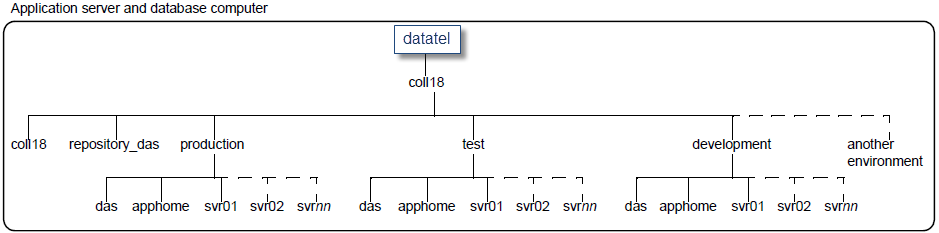 Application server and database computer
datatel
coll18
coll18 repository_das production test development another environment
das apphome svr01 svr02 svrnn das apphome svr01 svr02 svrnn das apphome svr01 svr02 svrnn